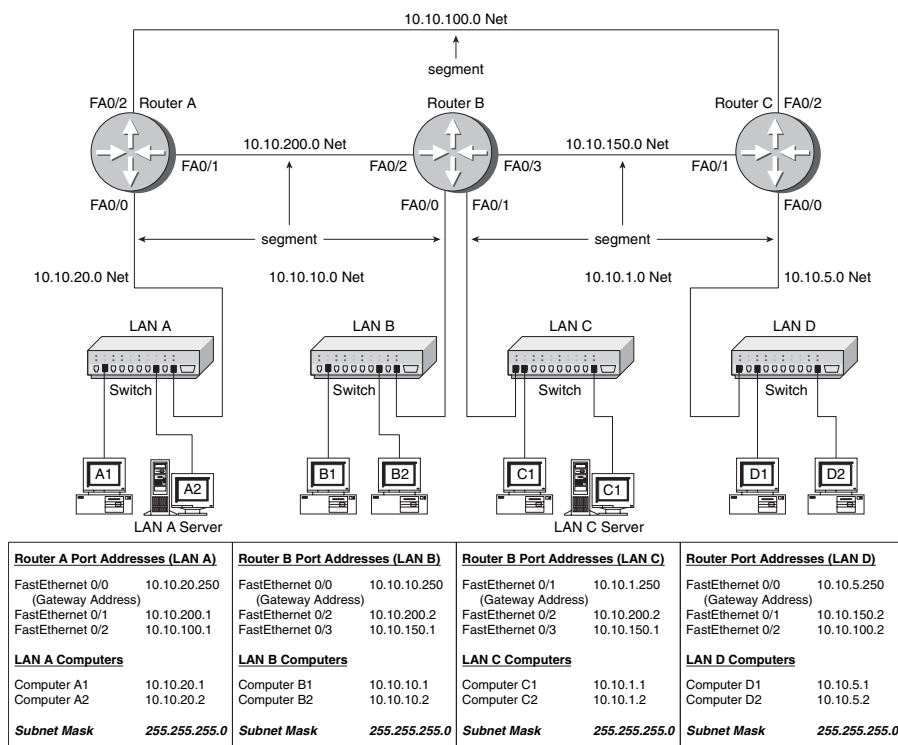 10.10.100.0 Net
segment
FA0/2 Router A
Router B
Router C FA0/2
10.10.200.0 Net
10.10.150.0 Net
FA0/1
FA0/2
FA0/3
FA0/1
FA0/0
FA0/0
FA0/1
FA0/0
segment
segment
10.10.20.0 Net
10.10.10.0 Net
10.10.1.0 Net
10.10.5.0 Net
LAN A
LAN B
LAN C
LAN D
Switch
Switch
Switch
Switch
A1
A2
B1
B2
C1
C1
D1
D2
LAN A Server
LAN C Server
Router A Port Addresses (LAN A)
FastEthernet 0/0 10.10.20.250
(Gateway Address)
FastEthernet 0/1 10.10.200.1
FastEthernet 0/2 10.10.100.1
LAN A Computers
Computer A1 10.10.20.1
Computer A2 10.10.20.2
Subnet Mask 255.255.255.0
Router B Port Addresses (LAN B)
FastEthernet 0/0 10.10.10.250
(Gateway Address)
FastEthernet 0/2 10.10.200.2
FastEthernet 0/3 10.10.150.1
LAN B Computers
Computer B1 10.10.10.1
Computer B2 10.10.10.2
Subnet Mask 255.255.255.0
Router B Port Addresses (LAN C)
FastEthernet 0/1 10.10.1.250
(Gateway Address)
FastEthernet 0/2 10.10.200.2
FastEthernet 0/3 10.10.150.1
LAN C Computers
Computer C1 10.10.1.1
Computer C2 10.10.1.2
Subnet Mask 255.255.255.0
Router Port Addresses (LAN D)
FastEthernet 0/0 10.10.5.250
(Gateway Address)
FastEthernet 0/1 10.10.150.2
FastEthernet 0/2 10.10.100.2
LAN D Computers
Computer D1 10.10.5.1
Computer D2 10.10.5.2
Subnet Mask 255.255.255.0